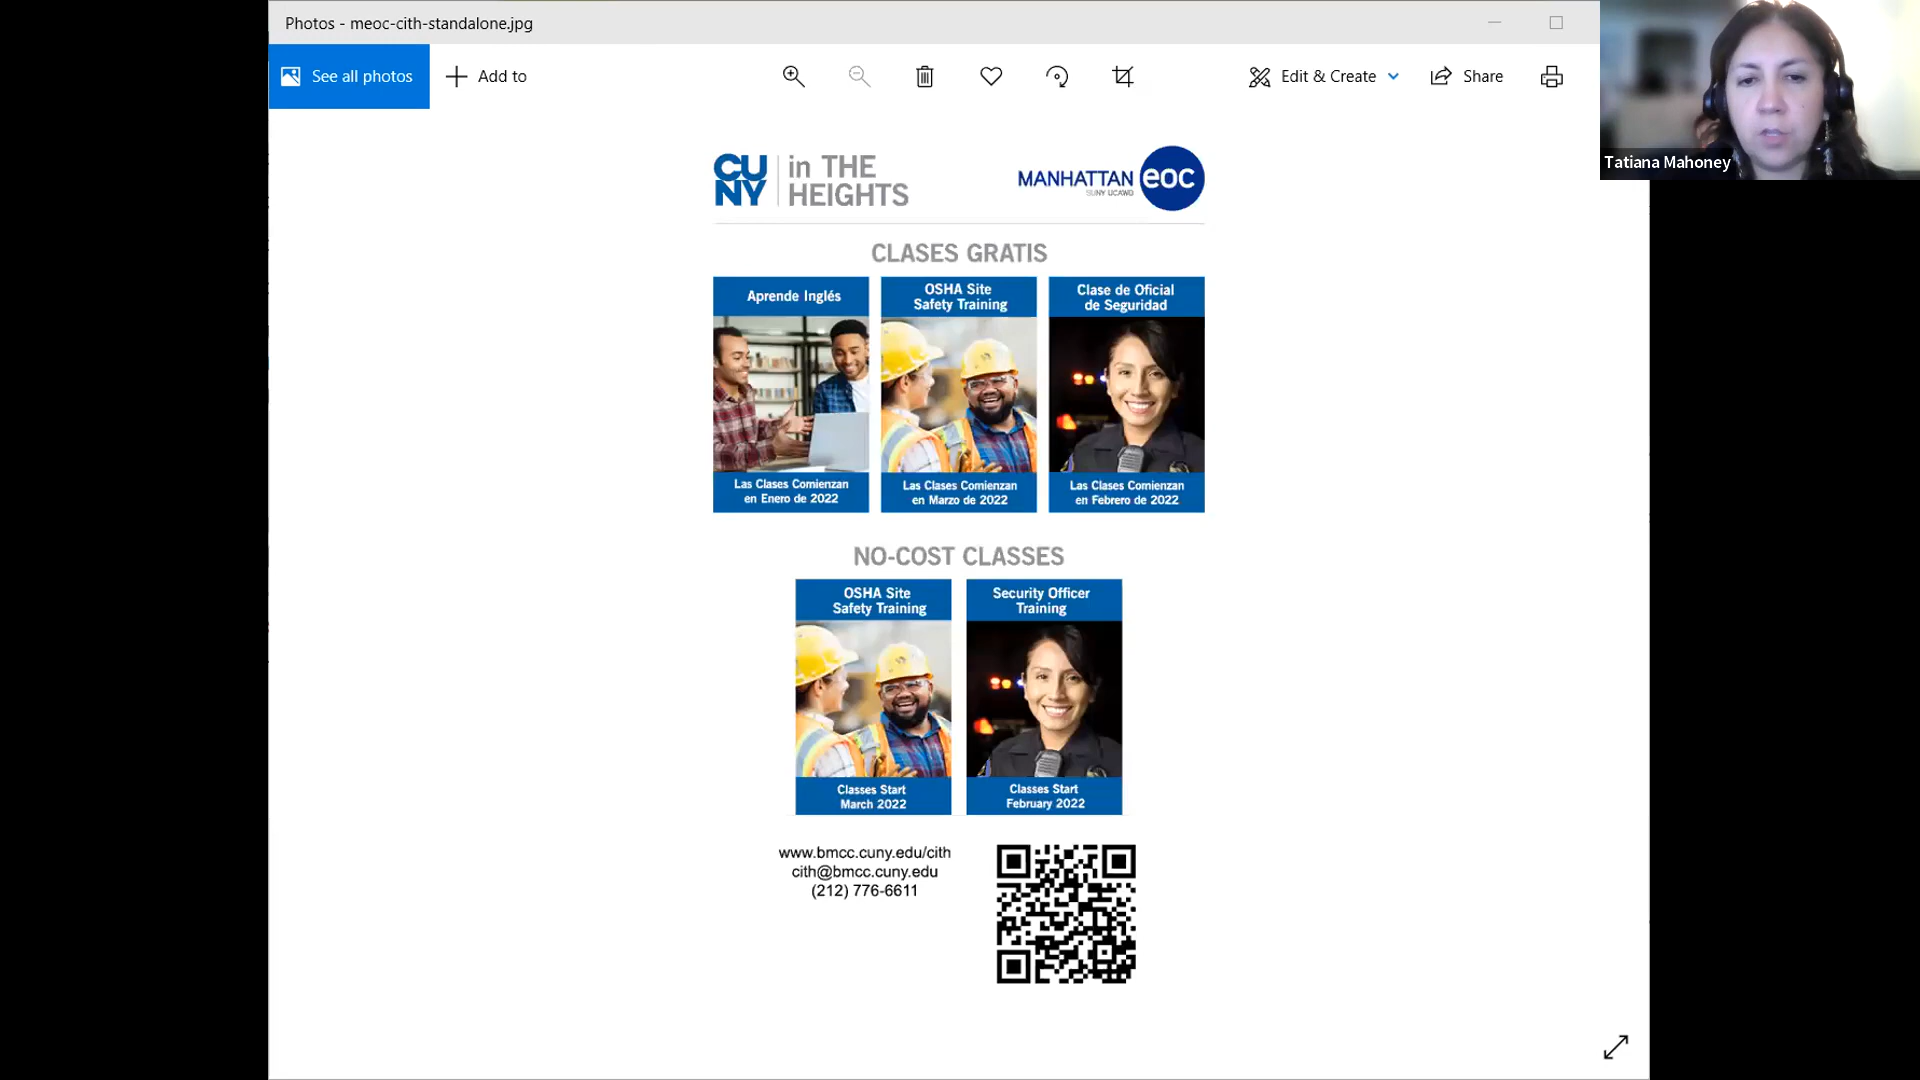 Photos - meoc-cith-standalone.jpg
See all photos
Add to
Edit & Create
Share
Tatiana Mahoney
CU
NY
in THE
HEIGHTS
MANHATTAN eoc
SUNY UCAWD
CLASES GRATIS
Aprende Inglés
Las Clases Comienzan
en Enero de 2022
OSHA Site
Safety Training
Las Clases Comienzan
en Marzo de 2022
Clase de Oficial
de Seguridad
Las Clases Comienzan
en Febrero de 2022
NO-COST CLASSES
OSHA Site
Safety Training
Classes Start
March 2022
Security Officer
Training
Classes Start
February 2022
www.bmcc.cuny.edu/cith
cith@bmcc.cuny.edu
(212) 776-6611